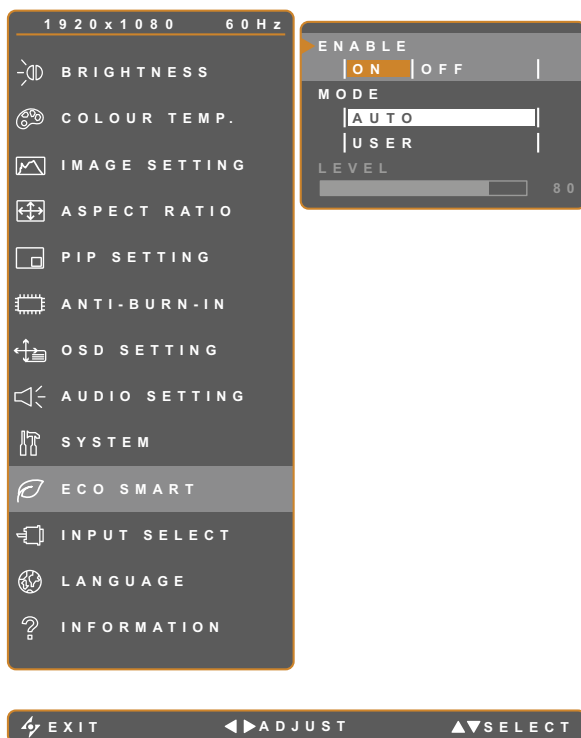 1920x1080 60Hz
BRIGHTNESS
COLOUR TEMP.
IMAGE SETTING
ASPECT RATIO
PIP SETTING
ANTI-BURN-IN
OSD SETTING
AUDIO SETTING
SYSTEM
ECO SMART
INPUT SELECT
LANGUAGE
INFORMATION
ENABLE
ON OFF
MODE
AUTO
USER
LEVEL
80
EXIT ADJUST SELECT